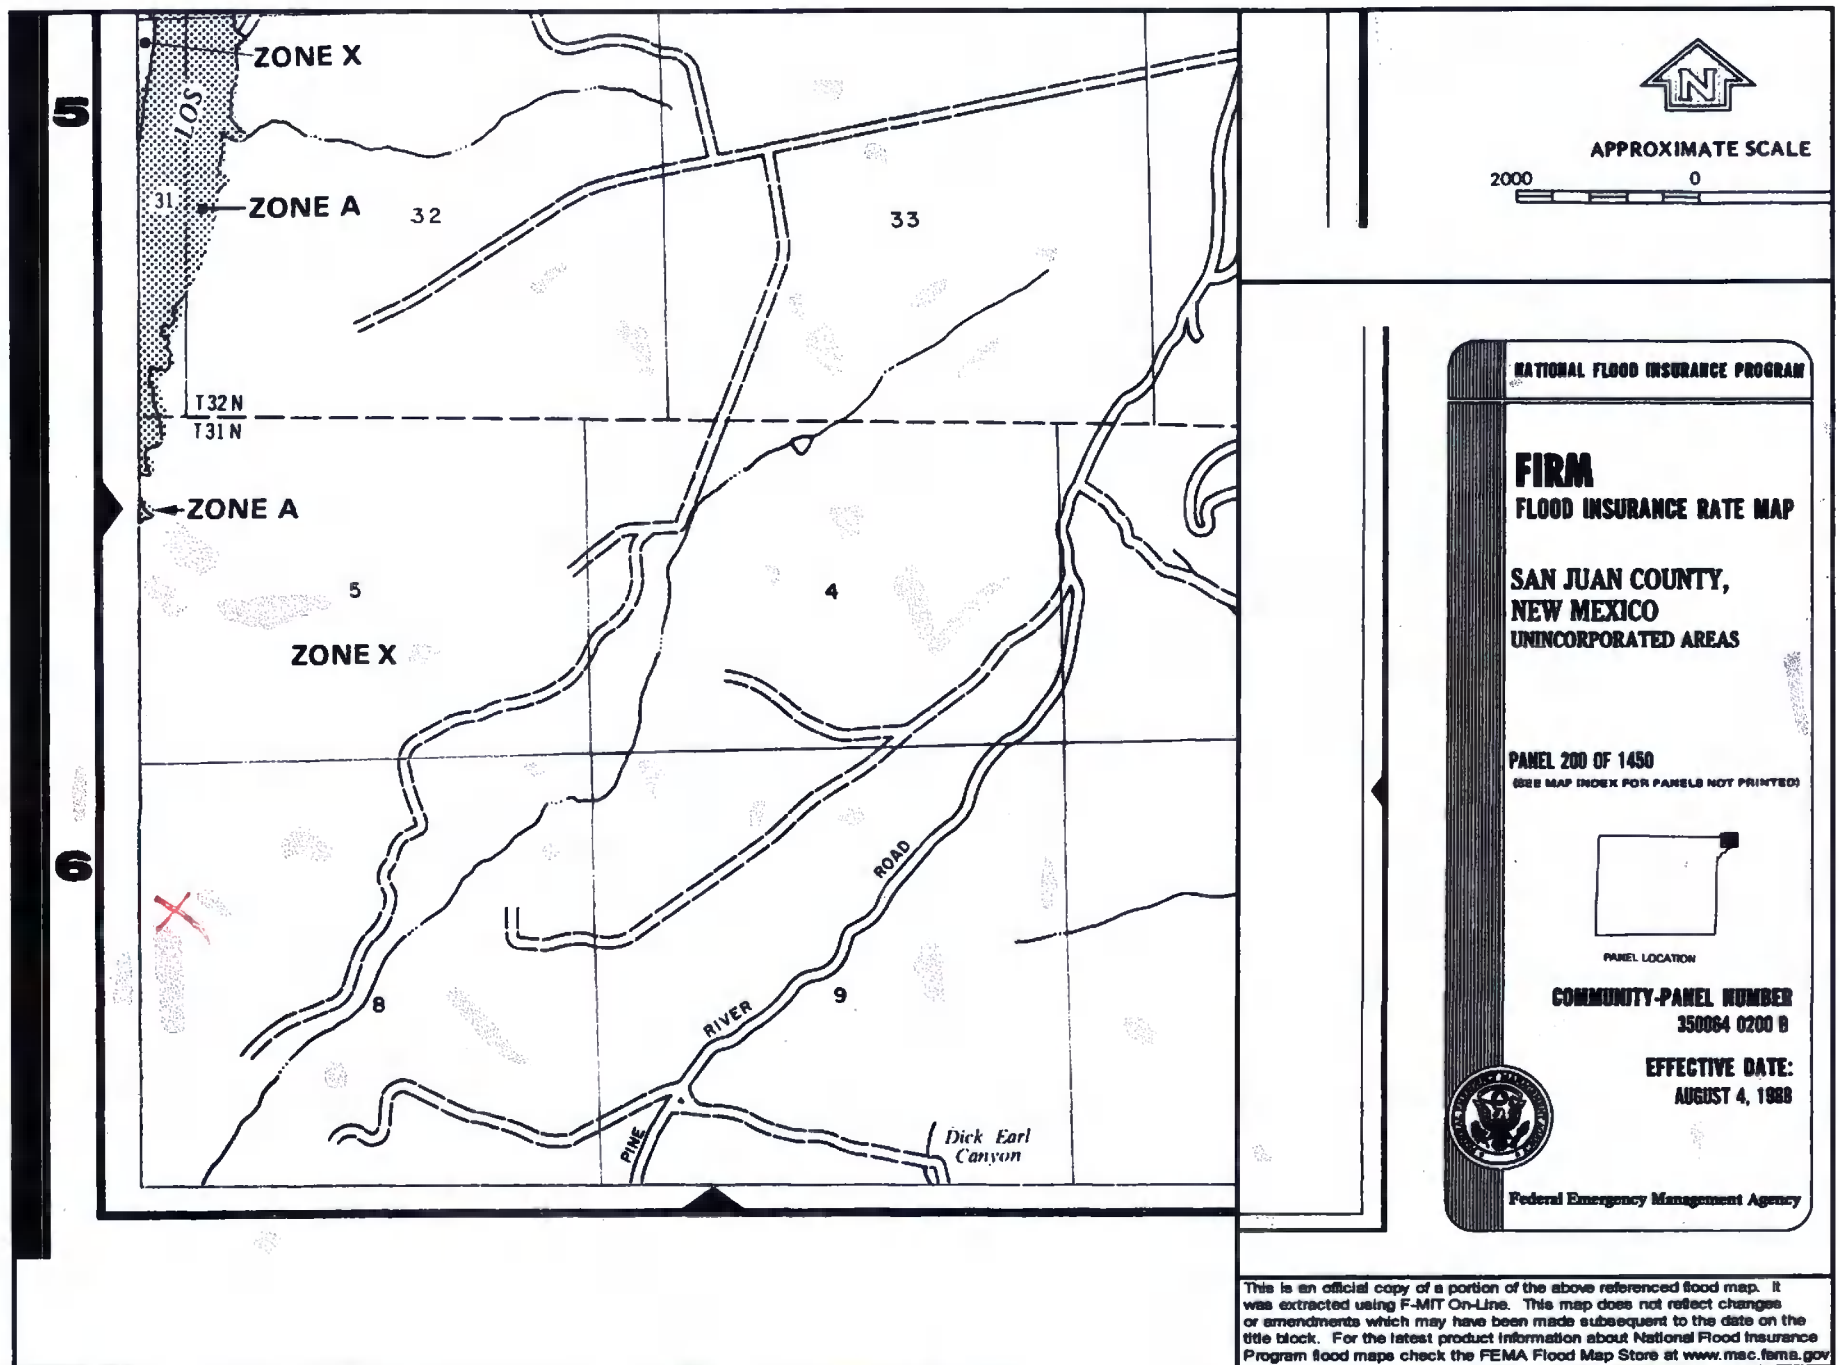 5
ZONE X
LOS
31
ZONE A
32
33
T32N
T31N
ZONE A
5
4
ZONE X
6
8
9
ROAD
RIVER
PINE
Dick Earl
Canyon
N
APPROXIMATE SCALE
2000 0
NATIONAL FLOOD INSURANCE PROGRAM
FIRM
FLOOD INSURANCE RATE MAP
SAN JUAN COUNTY,
NEW MEXICO
UNINCORPORATED AREAS
PANEL 200 OF 1450
(SEE MAP INDEX FOR PANELS NOT PRINTED)
PANEL LOCATION
COMMUNITY-PANEL NUMBER
350064 0200 B
EFFECTIVE DATE:
AUGUST 4, 1988
Federal Emergency Management Agency
This is an official copy of a portion of the above referenced flood map. It
was extracted using F-MIT On-Line. This map does not reflect changes
or amendments which may have been made subsequent to the date on the
title block. For the latest product information about National Flood Insurance
Program flood maps check the FEMA Flood Map Store at www.msc.fema.gov